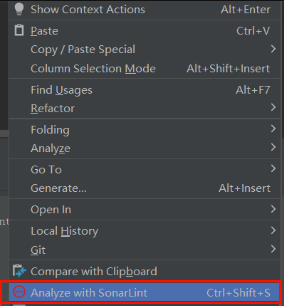 Show Context Actions Alt+Enter
Paste Ctrl+V
Copy / Paste Special
Column Selection Mode Alt+Shift+Insert
Find Usages Alt+F7
Refactor
Folding
Analyze
Go To
Generate... Alt+Insert
Open In
Local History
Git
Compare with Clipboard
Analyze with SonarLint Ctrl+Shift+S